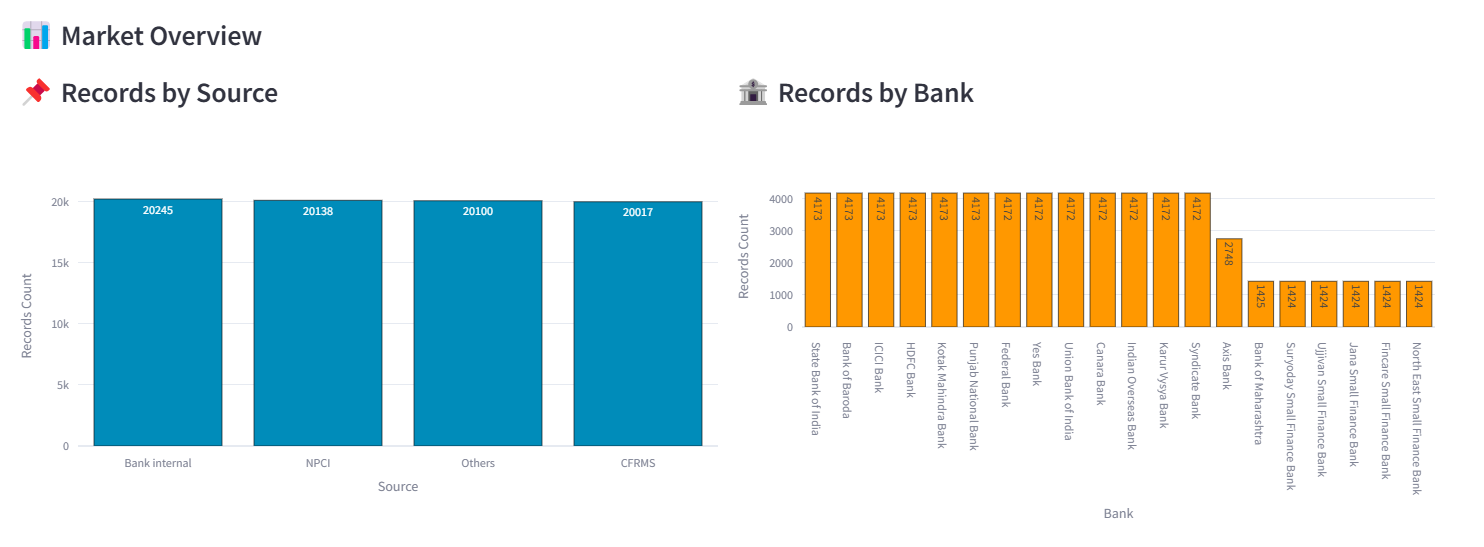 Market Overview
Records by Source
20k
15k
10k
5k
0
Records Count
20245
20138
20100
20017
Bank internal
NPCI
Others
CFRMS
Source
Records by Bank
4000
3000
2000
1000
0
Records Count
4173
4173
4173
4173
4173
4173
4172
4172
4172
4172
4172
4172
4172
2748
1425
1424
1424
1424
1424
1424
State Bank of India
Bank of Baroda
ICICI Bank
HDFC Bank
Kotak Mahindra Bank
Punjab National Bank
Federal Bank
Yes Bank
Union Bank of India
Canara Bank
Indian Overseas Bank
Karur Vysya Bank
Syndicate Bank
Axis Bank
Bank of Maharashtra
Suryoday Small Finance Bank
Ujjivan Small Finance Bank
Jana Small Finance Bank
Fincare Small Finance Bank
North East Small Finance Bank
Bank